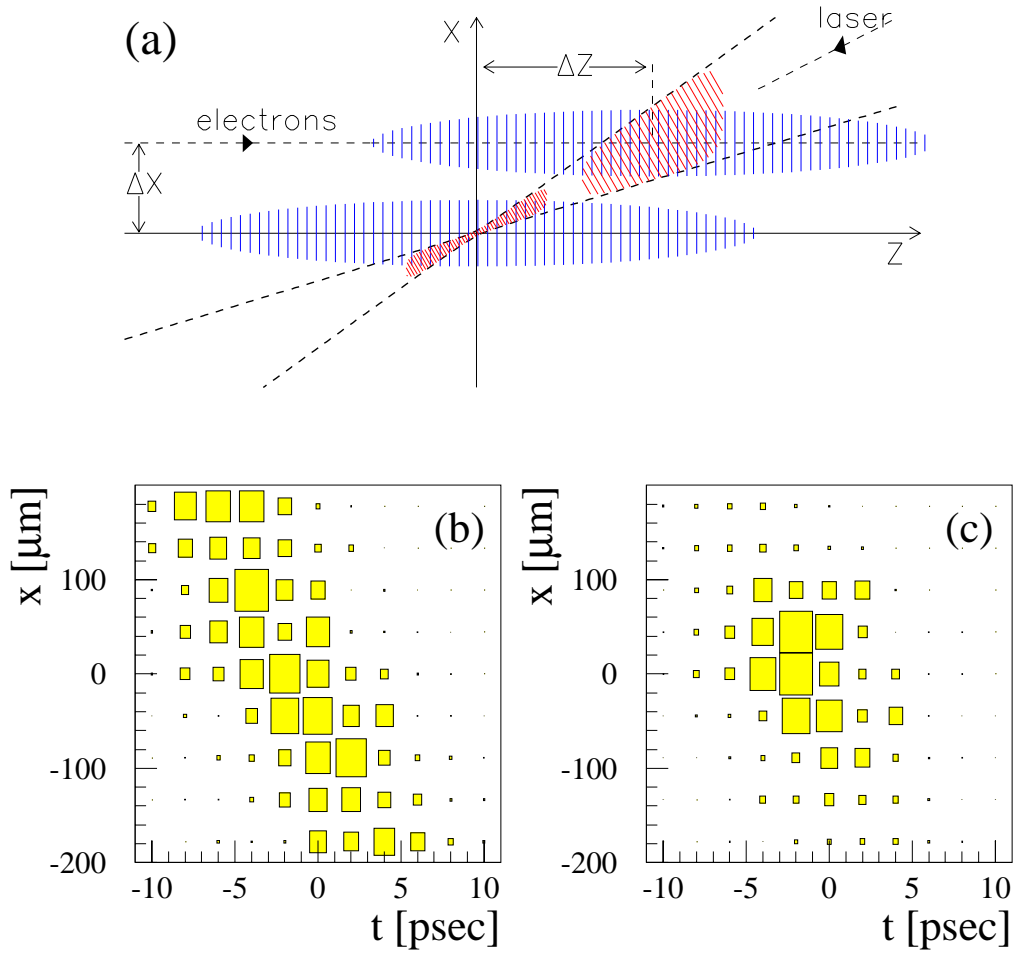 (a)
X
laser
ΔZ
electrons
ΔX
Z
(b)
x [μm]
100
0
-100
-200
-10 -5 0 5 10
t [psec]
(c)
x [μm]
100
0
-100
-200
-10 -5 0 5 10
t [psec]